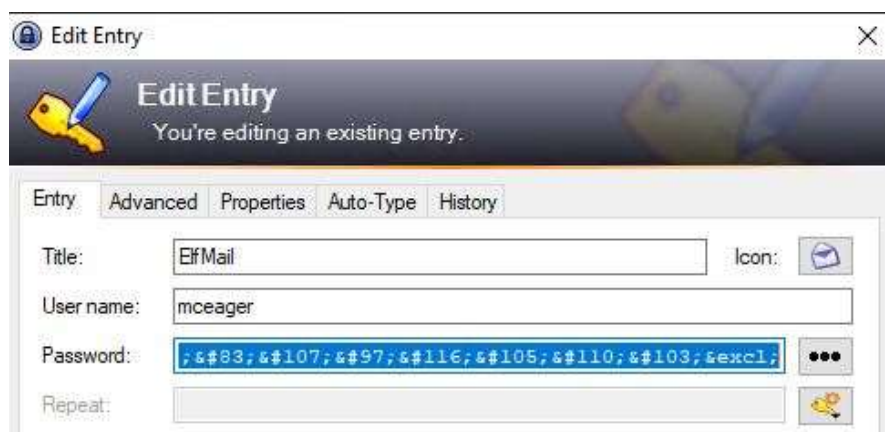 Edit Entry
Edit Entry
You're editing an existing entry.
Entry Advanced Properties Auto-Type History
Title: ElfMail Icon:
User name: mceager
Password: ;&#83;&#107;&#97;&#116;&#105;&#110;&#103;&excl;
Repeat: